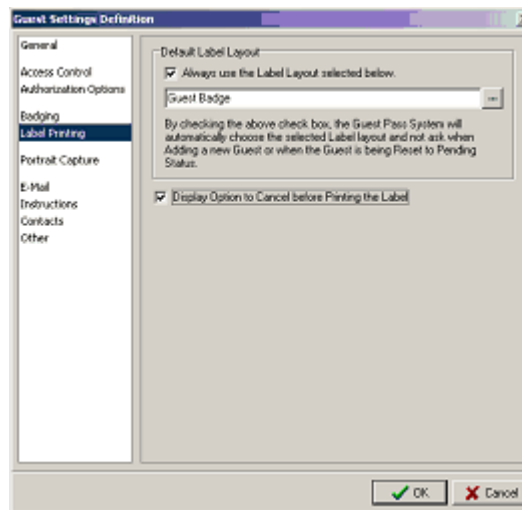 Guest Settings Definition
General
Access Control
Authorization Options
Badging
Label Printing
Portrait Capture
E-Mail
Instructions
Contacts
Other
Default Label Layout
Always use the Label Layout selected below.
Guest Badge
...
By checking the above check box, the Guest Pass System will
automatically choose the selected Label layout and not ask when
Adding a new Guest or when the Guest is being Reset to Pending
Status.
Display Option to Cancel before Printing the Label
OK
Cancel